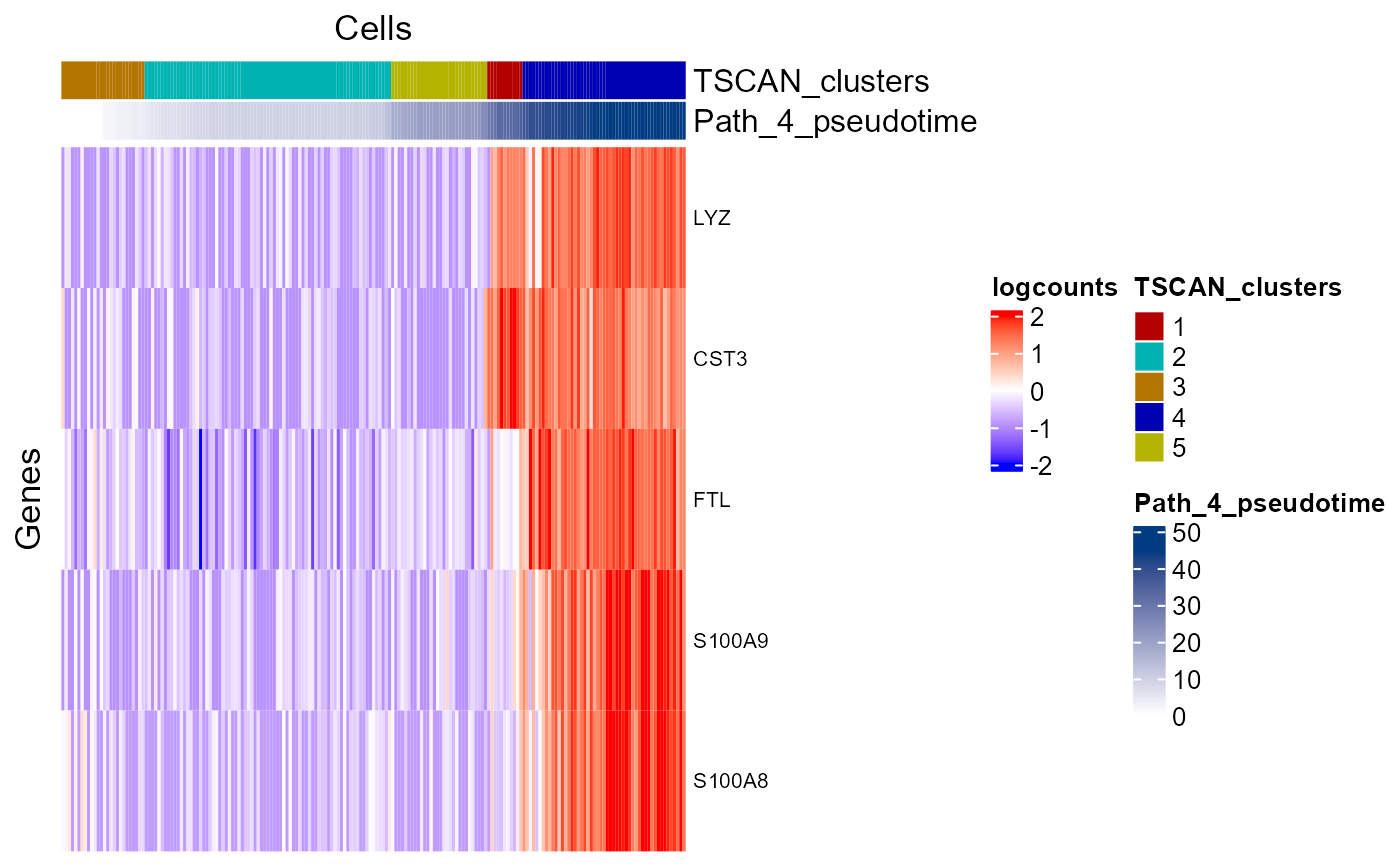 Cells
TSCAN_clusters
Path_4_pseudotime
LYZ
CST3
FTL
S100A9
S100A8
Genes
logcounts
2
1
0
-1
-2
TSCAN_clusters
1
2
3
4
5
Path_4_pseudotime
50
40
30
20
10
0